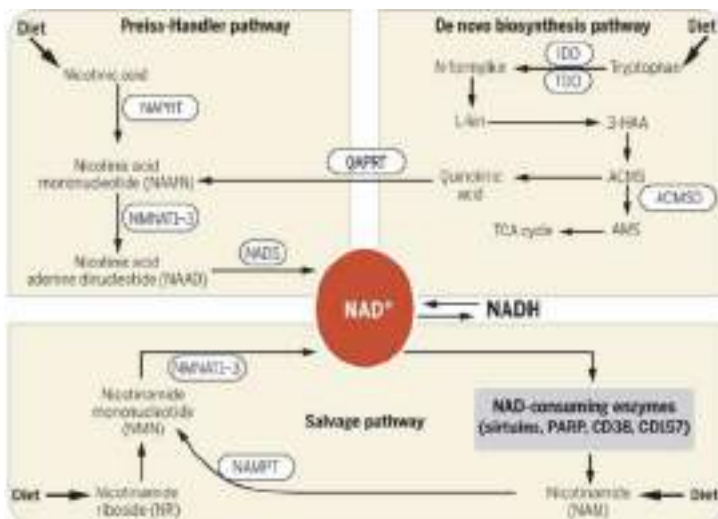 Diet
Preiss-Handler pathway
Nicotinic acid
NAPRT
Nicotinic acid
mononucleotide (NAMN)
NMNAT1-3
Nicotinic acid
adenine dinucleotide (NAAD)
NADS
De novo biosynthesis pathway
Diet
N-formylkin
IDO
TDO
Tryptophan
L-kin
3-HAA
QAPRT
Quinolinic
acid
ACMS
ACMSD
TCA cycle
AMS
NAD+
NADH
NMNAT1-3
Nicotinamide
mononucleotide
(NMN)
Salvage pathway
NAD-consuming enzymes
(sirtuins, PARP, CD38, CD157)
NAMPT
Diet
Nicotinamide
riboside (NR)
Nicotinamide
(NAM)
Diet